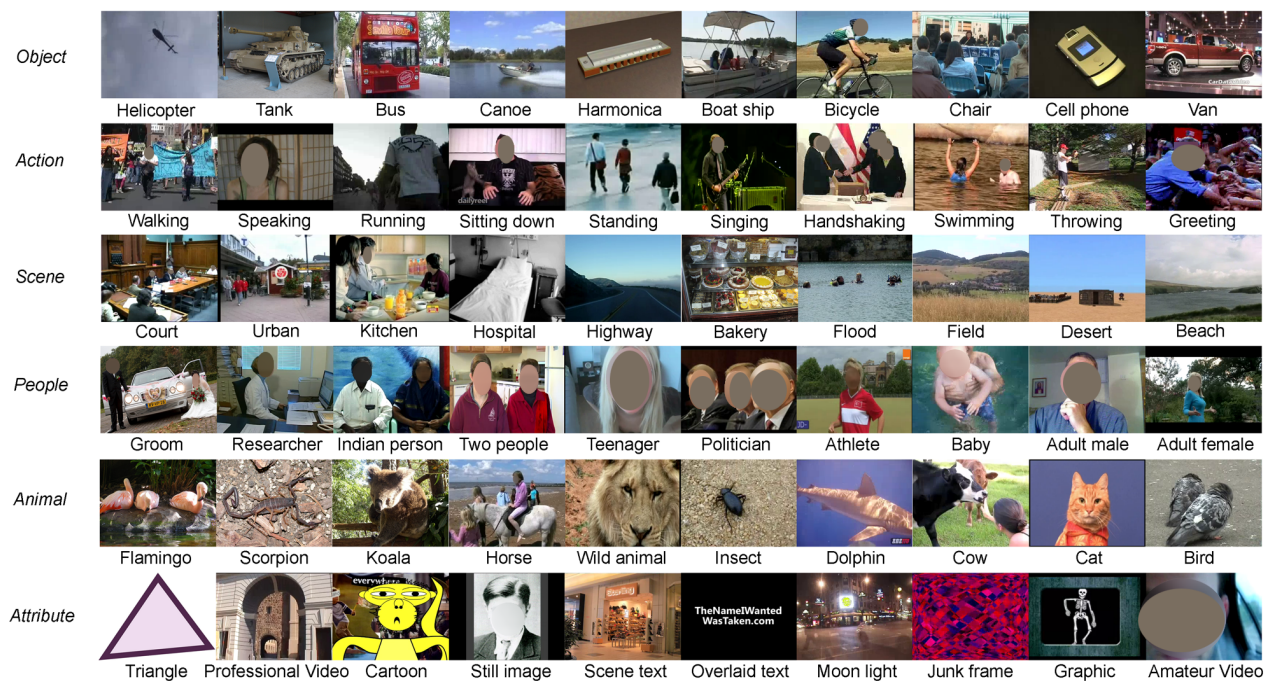 Object
Helicopter Tank Bus Canoe Harmonica Boat ship Bicycle Chair Cell phone Van
Action
dailyreel
Walking Speaking Running Sitting down Standing Singing Handshaking Swimming Throwing Greeting
Scene
Court Urban Kitchen Hospital Highway Bakery Flood Field Desert Beach
People
Groom Researcher Indian person Two people Teenager Politician Athlete Baby Adult male Adult female
Animal
Flamingo Scorpion Koala Horse Wild animal Insect Dolphin Cow Cat Bird
Attribute
everywhere
TheNameIWanted
WasTaken.com
Triangle Professional Video Cartoon Still image Scene text Overlaid text Moon light Junk frame Graphic Amateur Video